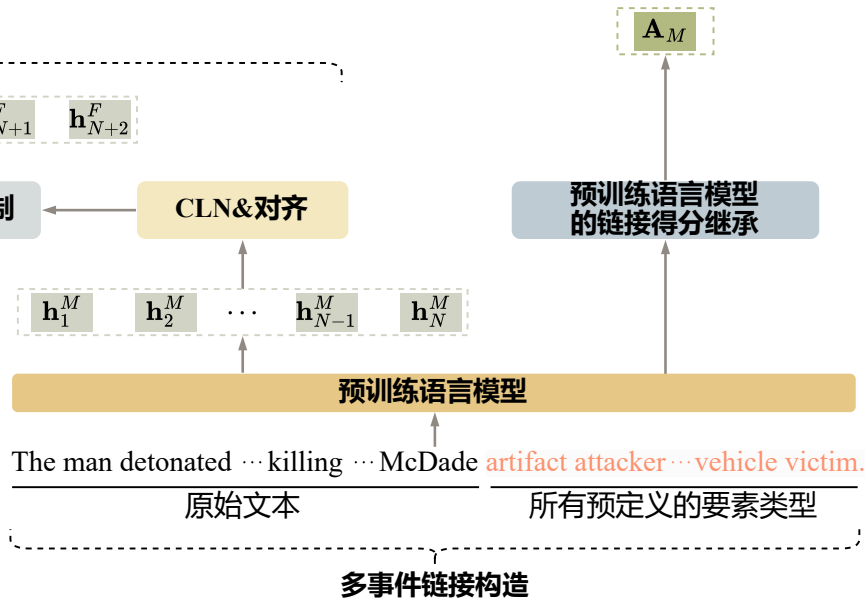 A_M
F N+1 h^F_{N+2}
制 CLN&对齐 预训练语言模型
的链接得分继承
h^M_1 h^M_2 ⋯ h^M_{N−1} h^M_N
预训练语言模型
The man detonated ⋯killing ⋯McDade artifact attacker⋯vehicle victim.
原始文本 所有预定义的要素类型
多事件链接构造